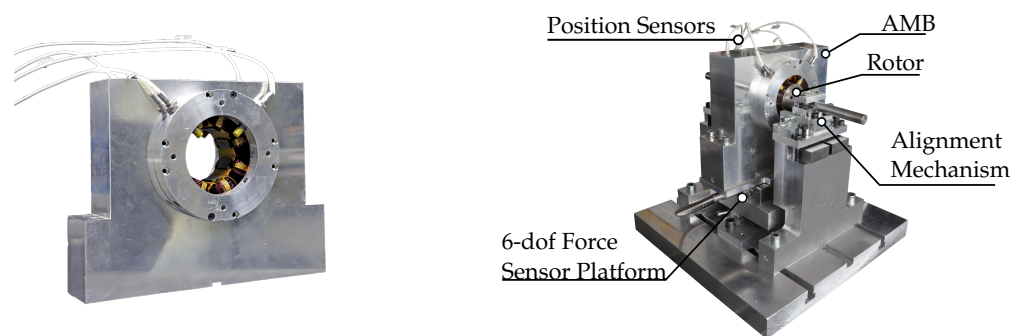 Position Sensors
AMB
Rotor
Alignment
Mechanism
6-dof Force
Sensor Platform